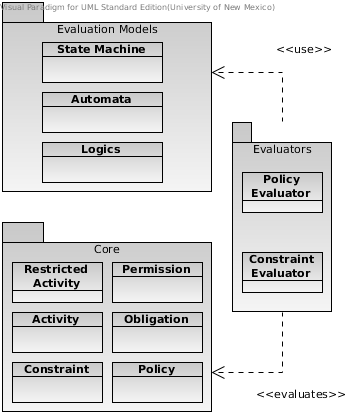 Visual Paradigm for UML Standard Edition(University of New Mexico)
Evaluation Models
State Machine
Automata
Logics
<<use>>
Evaluators
Policy
Evaluator
Constraint
Evaluator
Core
Restricted
Activity
Permission
Activity
Obligation
Constraint
Policy
<<evaluates>>